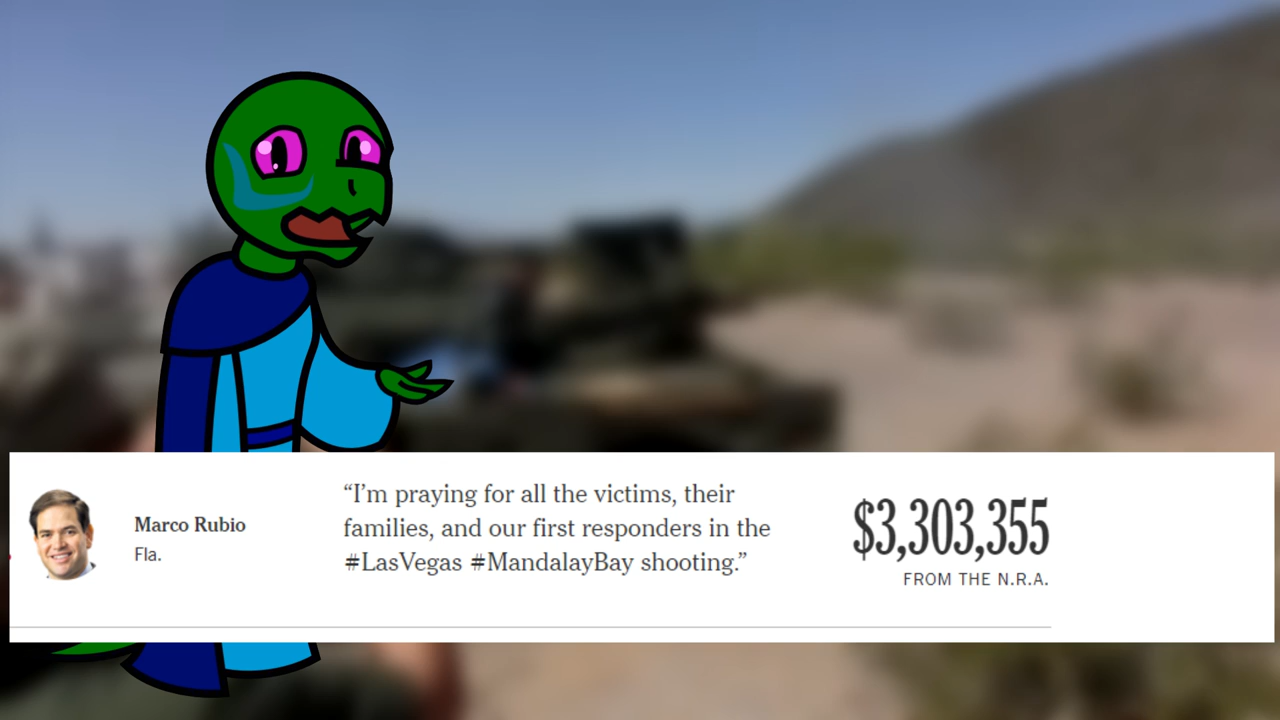 Marco Rubio
Fla.
“I’m praying for all the victims, their
families, and our first responders in the
#LasVegas #MandalayBay shooting.”
$3,303,355
FROM THE N.R.A.